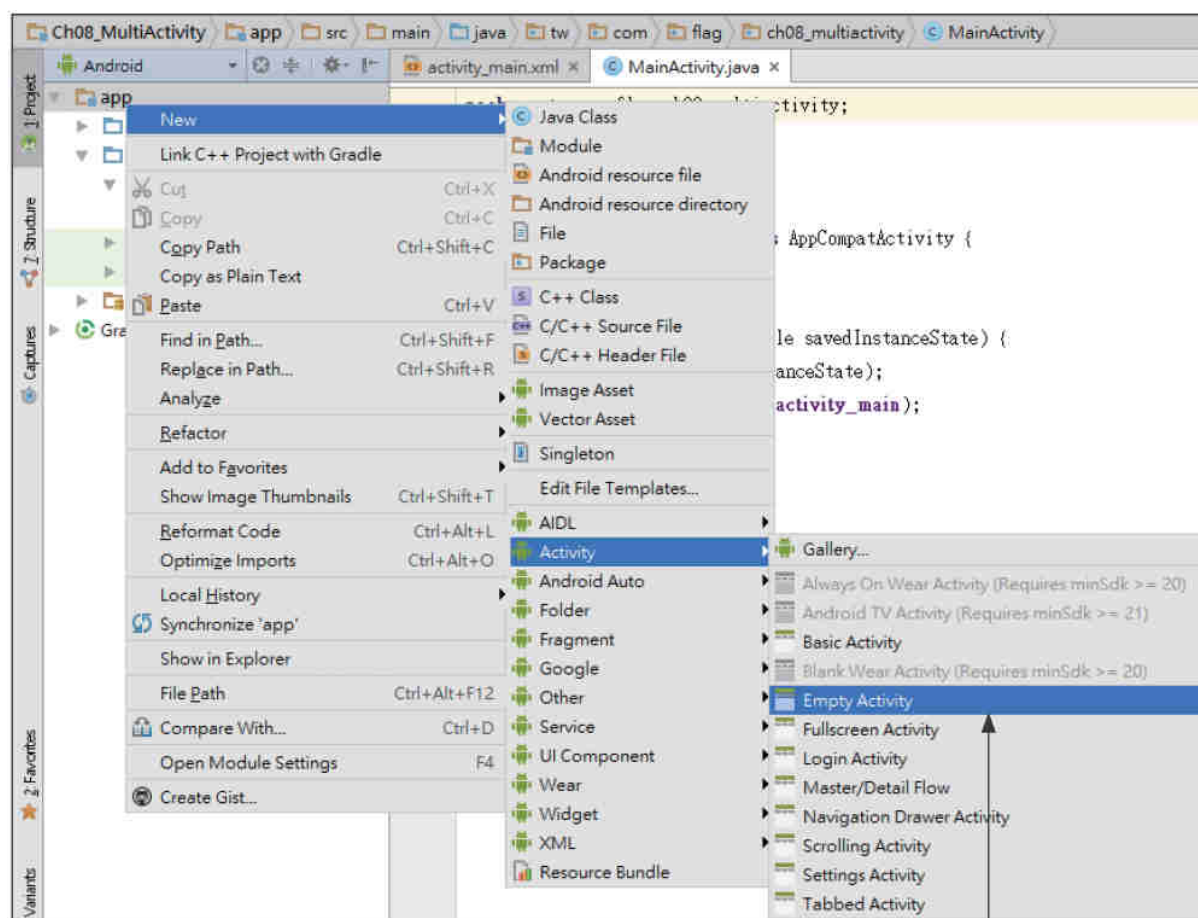 Ch08_MultiActivity app src main java tw com flag ch08_multiactivity MainActivity
Android
activity_main.xml ×
MainActivity.java ×
1: Project
7: Structure
Captures
2: Favorites
Variants
app
Gra
ctivity;
AppCompatActivity {
le savedInstanceState) {
anceState);
activity_main);
New
Link C++ Project with Gradle
Cut Ctrl+X
Copy Ctrl+C
Copy Path Ctrl+Shift+C
Copy as Plain Text
Paste Ctrl+V
Find in Path... Ctrl+Shift+F
Replace in Path... Ctrl+Shift+R
Analyze
Refactor
Add to Favorites
Show Image Thumbnails Ctrl+Shift+T
Reformat Code Ctrl+Alt+L
Optimize Imports Ctrl+Alt+O
Local History
Synchronize 'app'
Show in Explorer
File Path Ctrl+Alt+F12
Compare With... Ctrl+D
Open Module Settings F4
Create Gist...
Java Class
Module
Android resource file
Android resource directory
File
Package
C++ Class
C/C++ Source File
C/C++ Header File
Image Asset
Vector Asset
Singleton
Edit File Templates...
AIDL
Activity
Android Auto
Folder
Fragment
Google
Other
Service
UI Component
Wear
Widget
XML
Resource Bundle
Gallery...
Always On Wear Activity (Requires minSdk >= 20)
Android TV Activity (Requires minSdk >= 21)
Basic Activity
Blank Wear Activity (Requires minSdk >= 20)
Empty Activity
Fullscreen Activity
Login Activity
Master/Detail Flow
Navigation Drawer Activity
Scrolling Activity
Settings Activity
Tabbed Activity